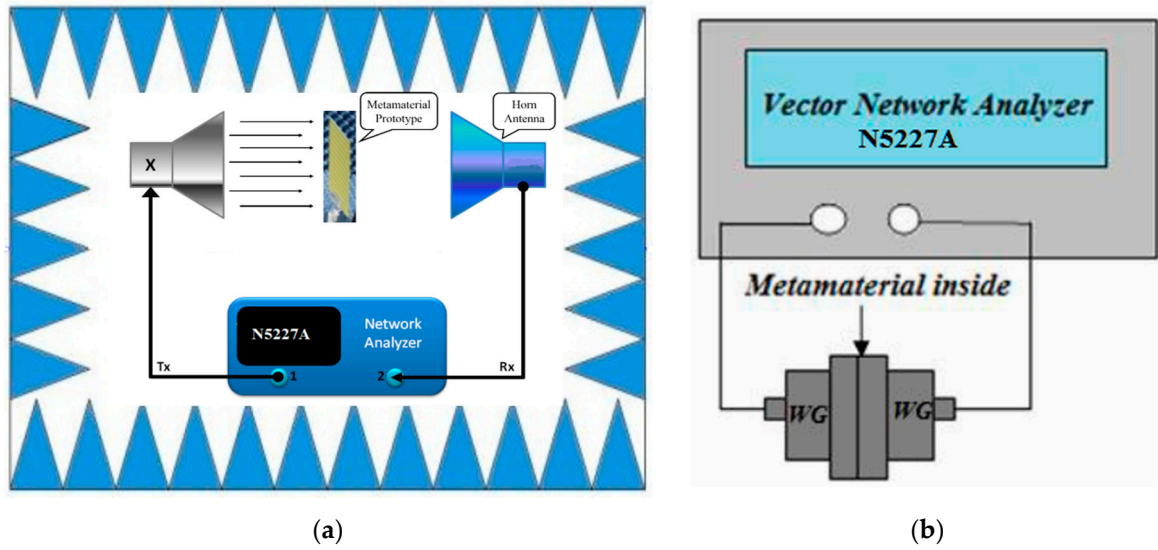 Metamaterial
Prototype
Horn
Antenna
X
N5227A
Network
Analyzer
Tx
1
2
Rx
(a)
Vector Network Analyzer
N5227A
Metamaterial inside
WG
WG
(b)